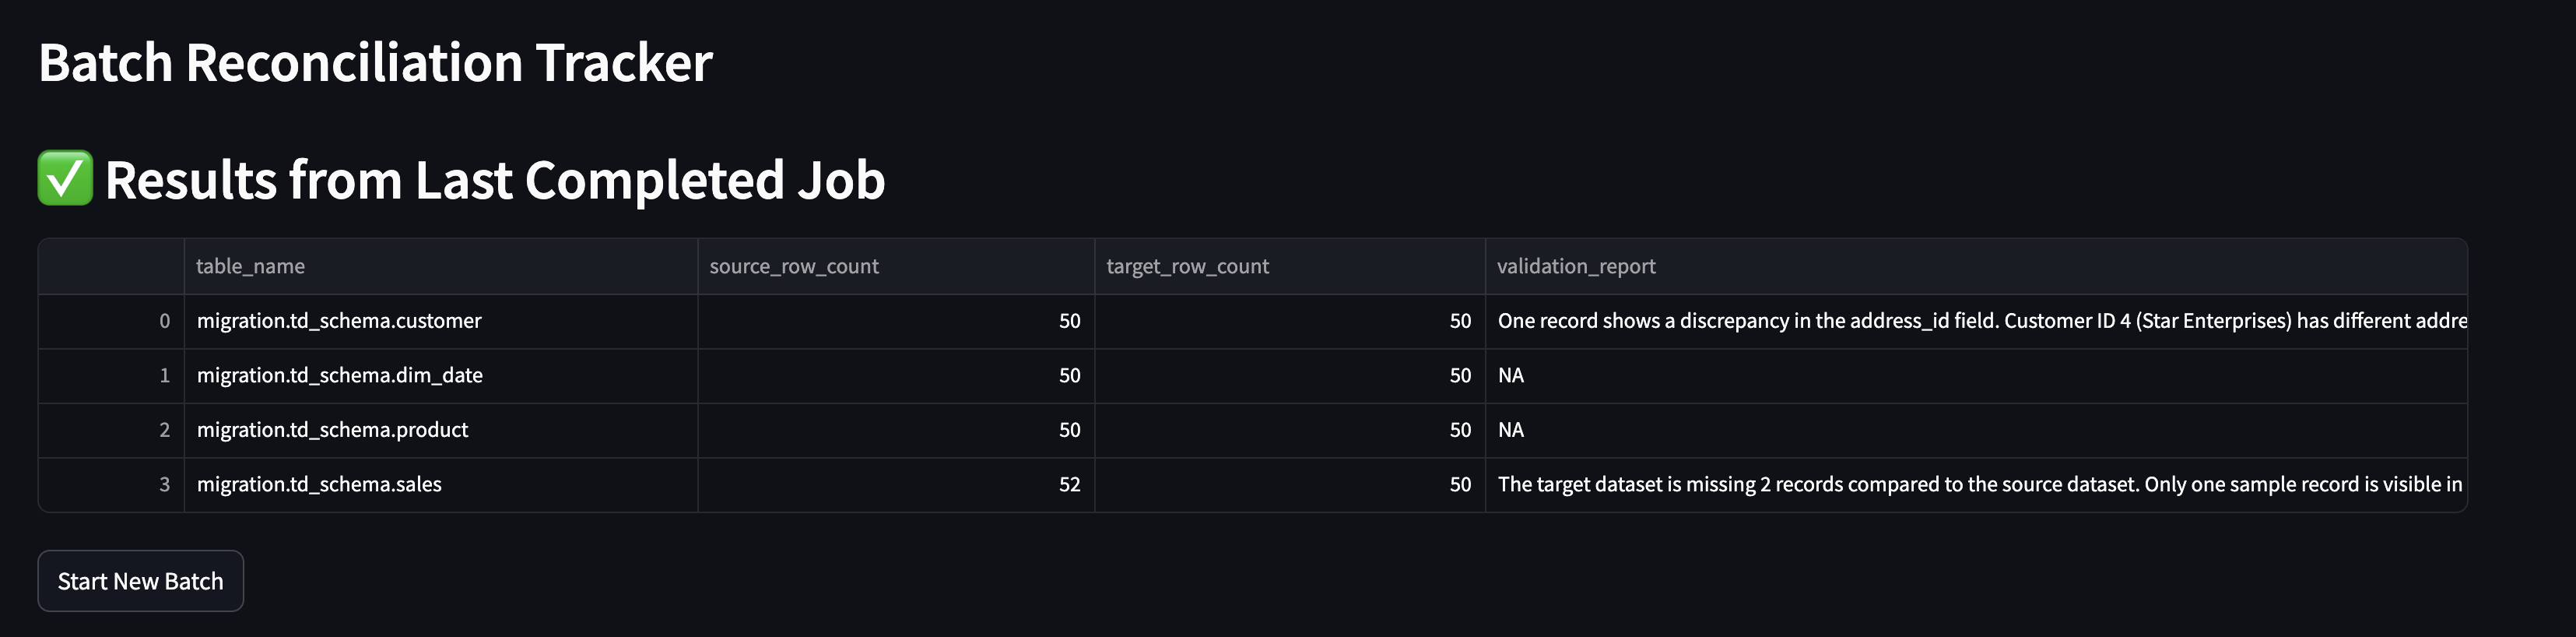 Batch Reconciliation Tracker
✅ Results from Last Completed Job
table_name source_row_count target_row_count validation_report
0 migration.td_schema.customer 50 50 One record shows a discrepancy in the address_id field. Customer ID 4 (Star Enterprises) has different addre
1 migration.td_schema.dim_date 50 50 NA
2 migration.td_schema.product 50 50 NA
3 migration.td_schema.sales 52 50 The target dataset is missing 2 records compared to the source dataset. Only one sample record is visible in
Start New Batch